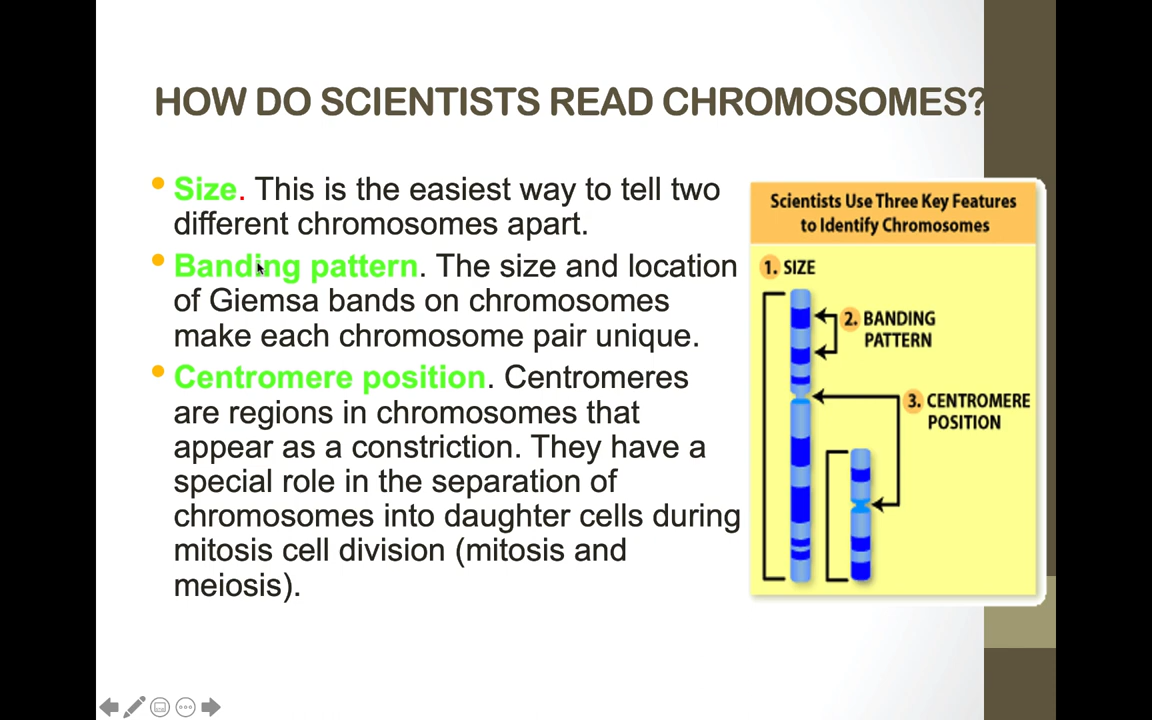 HOW DO SCIENTISTS READ CHROMOSOMES?
Size. This is the easiest way to tell two
different chromosomes apart.
Banding pattern. The size and location
of Giemsa bands on chromosomes
make each chromosome pair unique.
Centromere position. Centromeres
are regions in chromosomes that
appear as a constriction. They have a
special role in the separation of
chromosomes into daughter cells during
mitosis cell division (mitosis and
meiosis).
Scientists Use Three Key Features
to Identify Chromosomes
1. SIZE
2. BANDING
PATTERN
3. CENTROMERE
POSITION